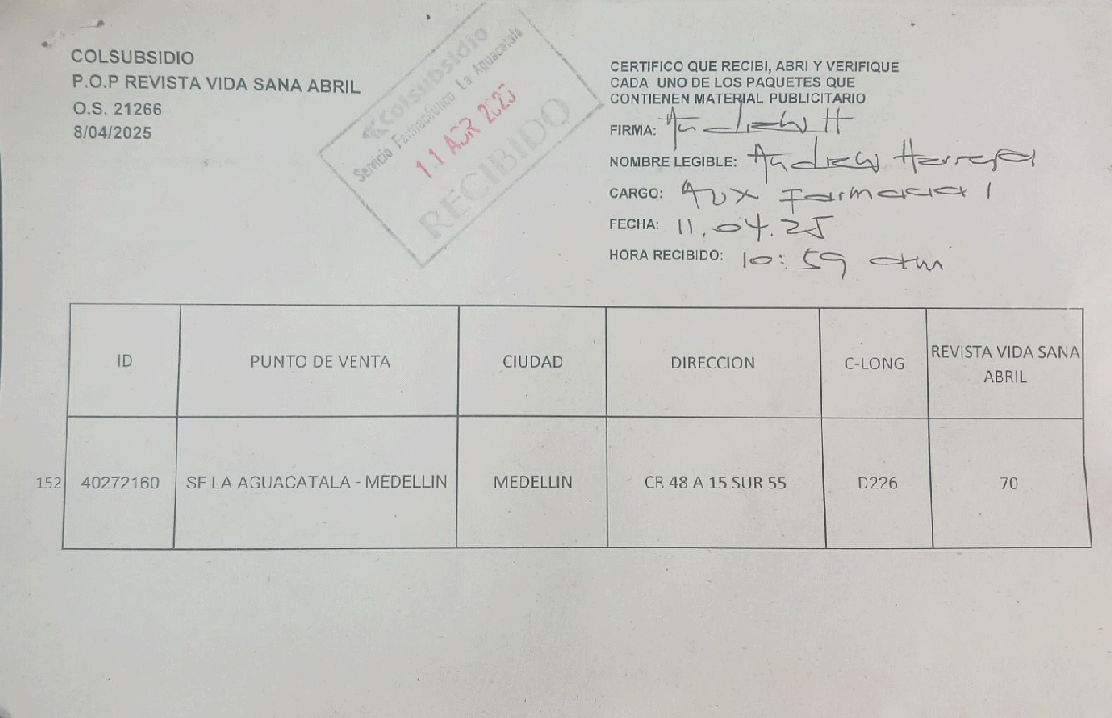 COLSUBSIDIO
P.O.P REVISTA VIDA SANA ABRIL
O.S. 21266
8/04/2025
Colsubsidio
Servicio Farmacéutico La Aguacatala
11 ABR 2025
RECIBIDO
CERTIFICO QUE RECIBI, ABRI Y VERIFIQUE
CADA UNO DE LOS PAQUETES QUE
CONTIENEN MATERIAL PUBLICITARIO
FIRMA: Andrew H
NOMBRE LEGIBLE: Andrew Herrera
CARGO: Aux Farmacia 1
FECHA: 11.04.25
HORA RECIBIDO: 10:59 am
ID PUNTO DE VENTA CIUDAD DIRECCION C-LONG REVISTA VIDA SANA ABRIL
152 40272160 SF LA AGUACATALA - MEDELLIN MEDELLIN CR 48 A 15 SUR 55 D226 70